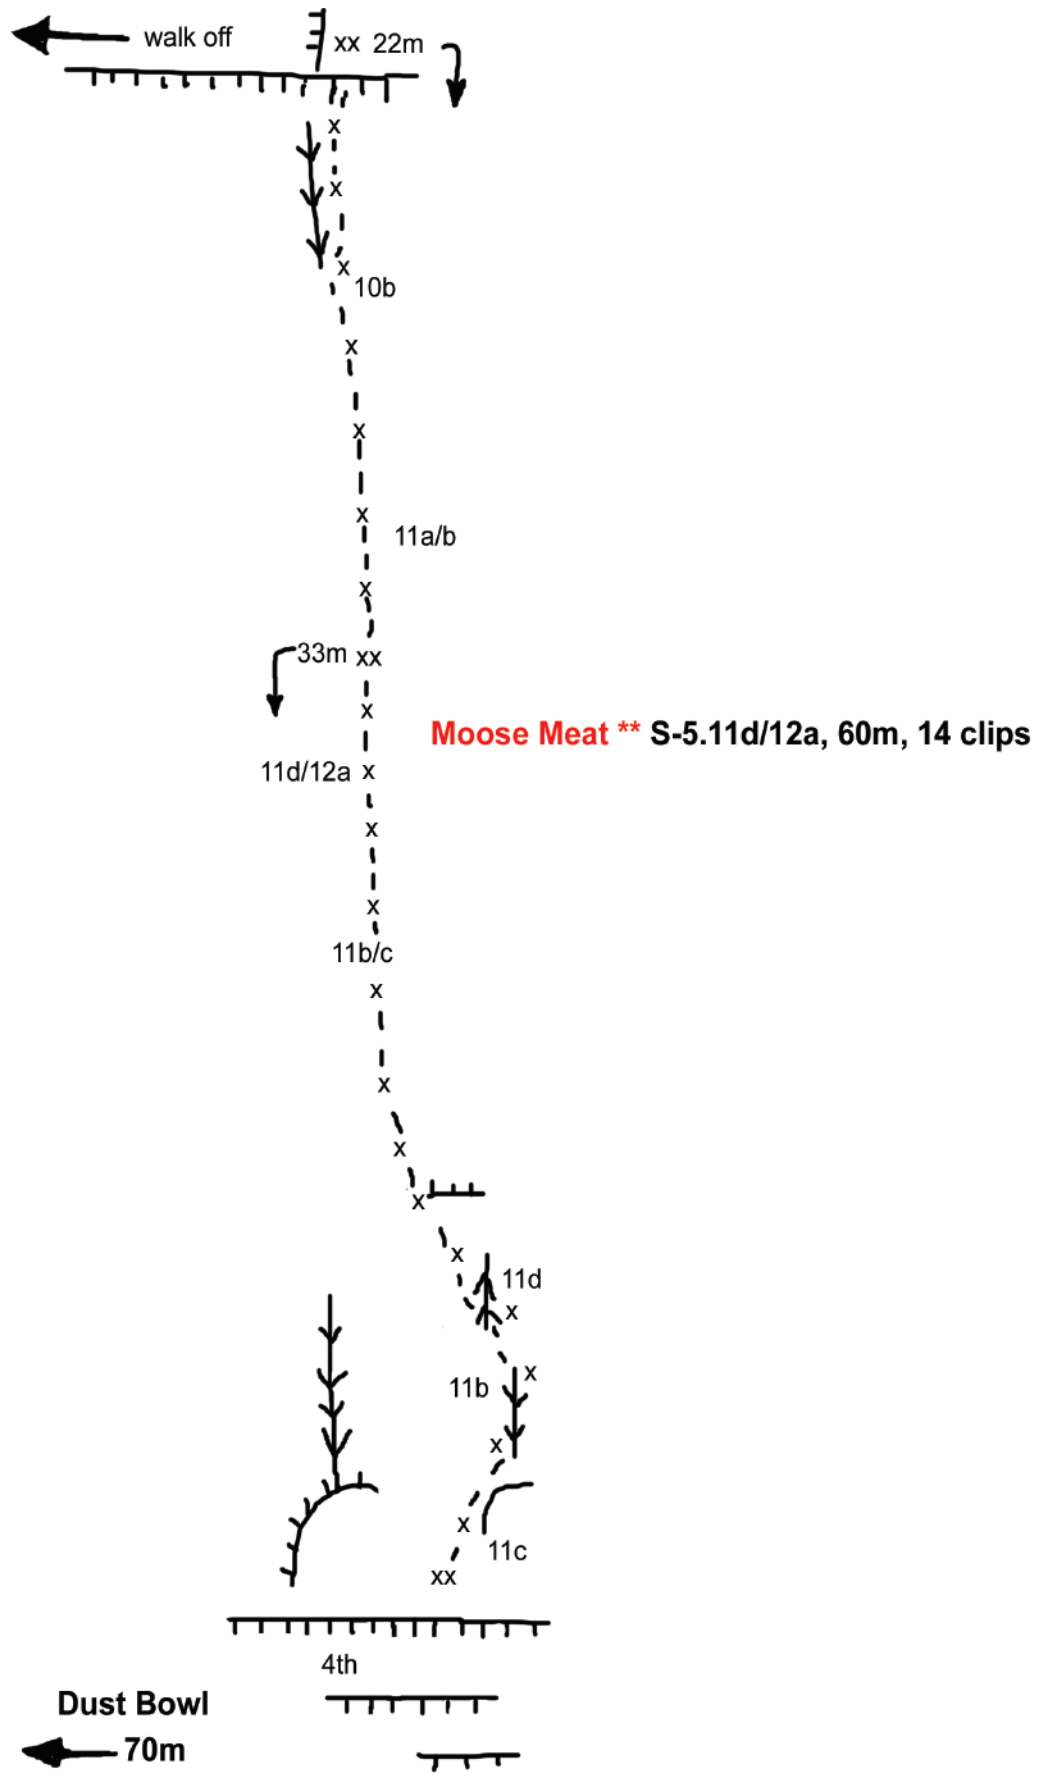 walk off
xx 22m
x
x
x
10b
x
x
x
11a/b
x
33m xx
x
Moose Meat ** S-5.11d/12a, 60m, 14 clips
11d/12a x
x
x
11b/c
x
x
x
x
x
11d
x
x
11b
x
x
11c
xx
4th
Dust Bowl
70m